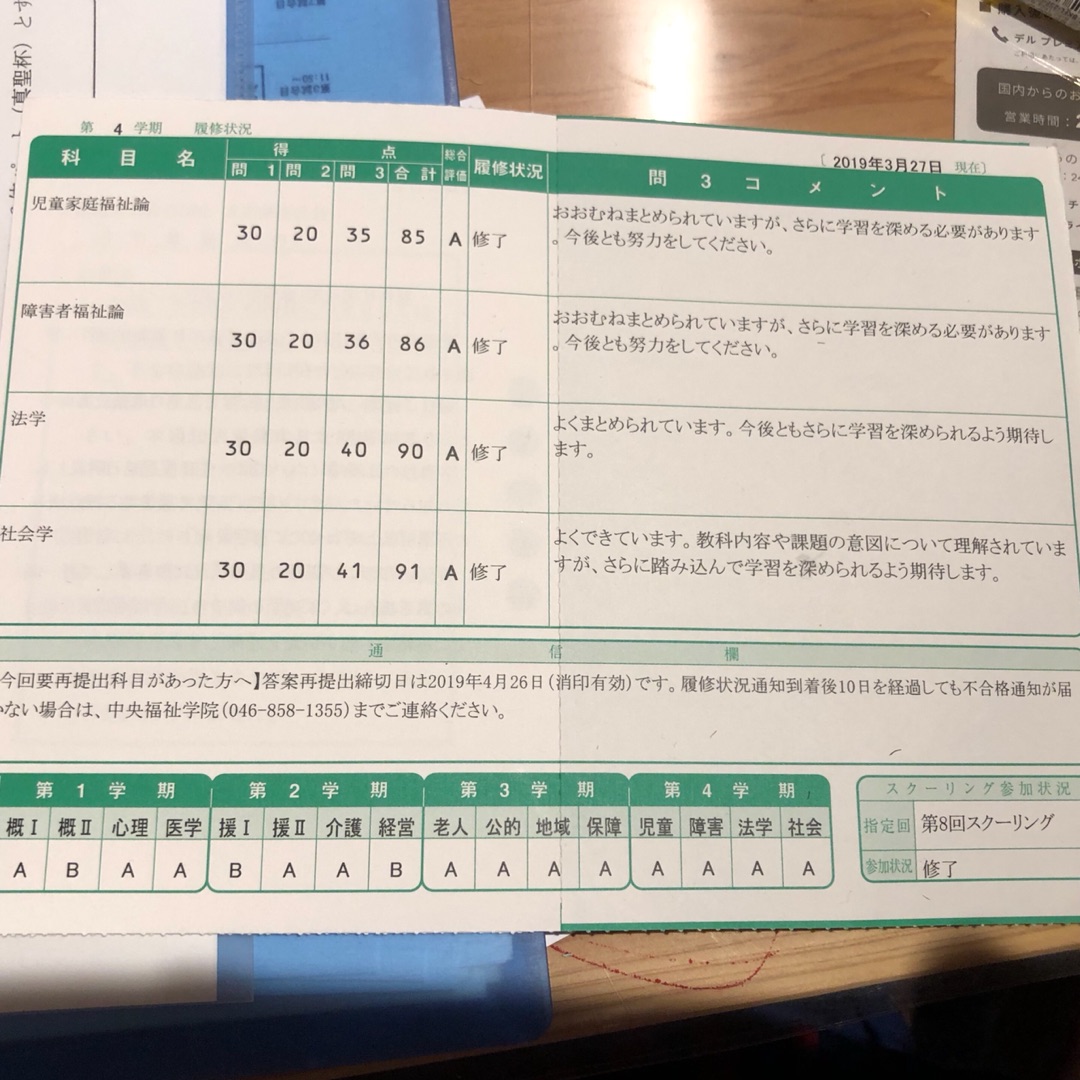 第 4 学期 履修状況
〔 2019年3月27日 現在〕
科目名 得点 総合評価 履修状況 問3コメント
問1 問2 問3 合計
児童家庭福祉論
30 20 35 85 A 修了
おおむねまとめられていますが、さらに学習を深める必要があります
。今後とも努力をしてください。
障害者福祉論
30 20 36 86 A 修了
おおむねまとめられていますが、さらに学習を深める必要があります
。今後とも努力をしてください。
法学
30 20 40 90 A 修了
よくまとめられています。今後ともさらに学習を深められるよう期待し
ます。
社会学
30 20 41 91 A 修了
よくできています。教科内容や課題の意図について理解されていま
すが、さらに踏み込んで学習を深められるよう期待します。
通信欄
今回要再提出科目があった方へ】答案再提出締切日は2019年4月26日(消印有効)です。履修状況通知到着後10日を経過しても不合格通知が届
かない場合は、中央福祉学院(046-858-1355)までご連絡ください。
第1学期 第2学期 第3学期 第4学期
概Ⅰ 概Ⅱ 心理 医学 援Ⅰ 援Ⅱ 介護 経営 老人 公的 地域 保障 児童 障害 法学 社会
A B A A B A A B A A A A A A A A
スクーリング参加状況
指定回 第8回スクーリング
参加状況 修了
購入
デル プレ
国内からのお
営業時間：2